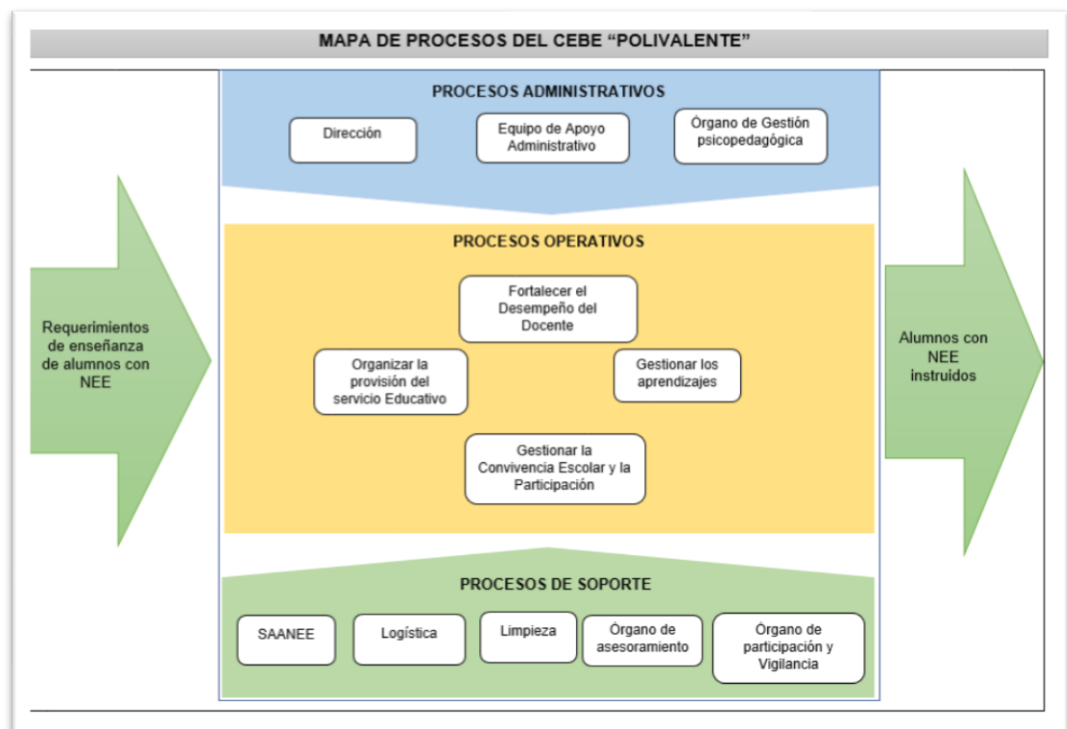 MAPA DE PROCESOS DEL CEBE “POLIVALENTE”
PROCESOS ADMINISTRATIVOS
Dirección
Equipo de Apoyo
Administrativo
Órgano de Gestión
psicopedagógica
Requerimientos
de enseñanza
de alumnos con
NEE
PROCESOS OPERATIVOS
Fortalecer el
Desempeño del
Docente
Organizar la
provisión del
servicio Educativo
Gestionar los
aprendizajes
Gestionar la
Convivencia Escolar y la
Participación
Alumnos con
NEE
instruidos
PROCESOS DE SOPORTE
SAANEE
Logística
Limpieza
Órgano de
asesoramiento
Órgano de
participación y
Vigilancia